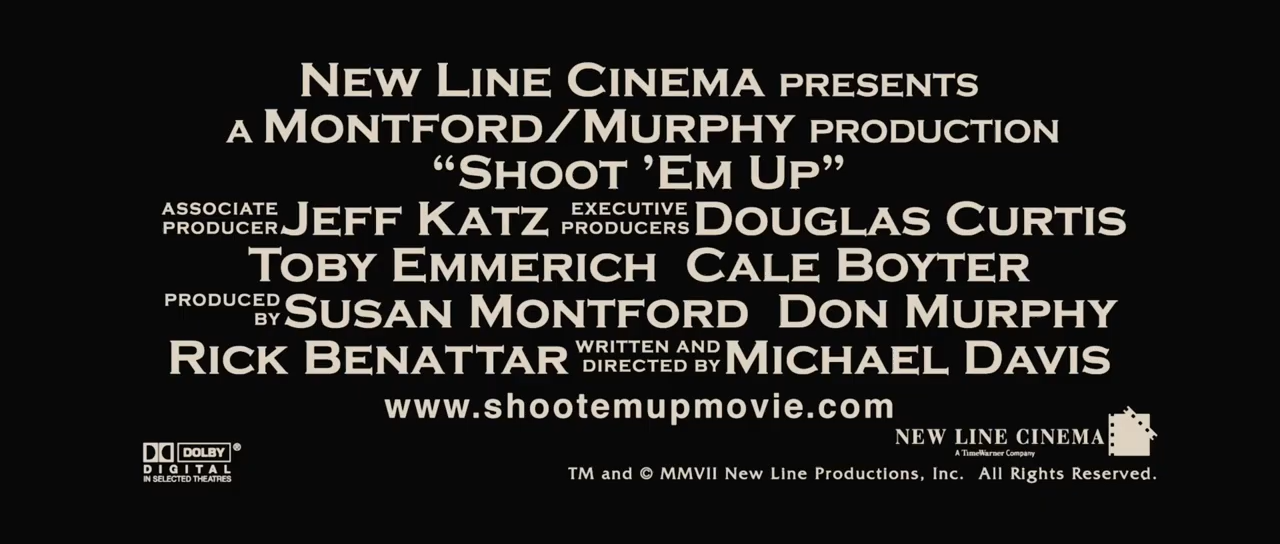 NEW LINE CINEMA PRESENTS
A MONTFORD/MURPHY PRODUCTION
“SHOOT ’EM UP”
ASSOCIATE PRODUCER JEFF KATZ EXECUTIVE PRODUCERS DOUGLAS CURTIS
TOBY EMMERICH CALE BOYTER
PRODUCED BY SUSAN MONTFORD DON MURPHY
RICK BENATTAR WRITTEN AND DIRECTED BY MICHAEL DAVIS
www.shootemupmovie.com
NEW LINE CINEMA
A TimeWarner Company
DOLBY®
DIGITAL
IN SELECTED THEATRES
TM and © MMVII New Line Productions, Inc. All Rights Reserved.